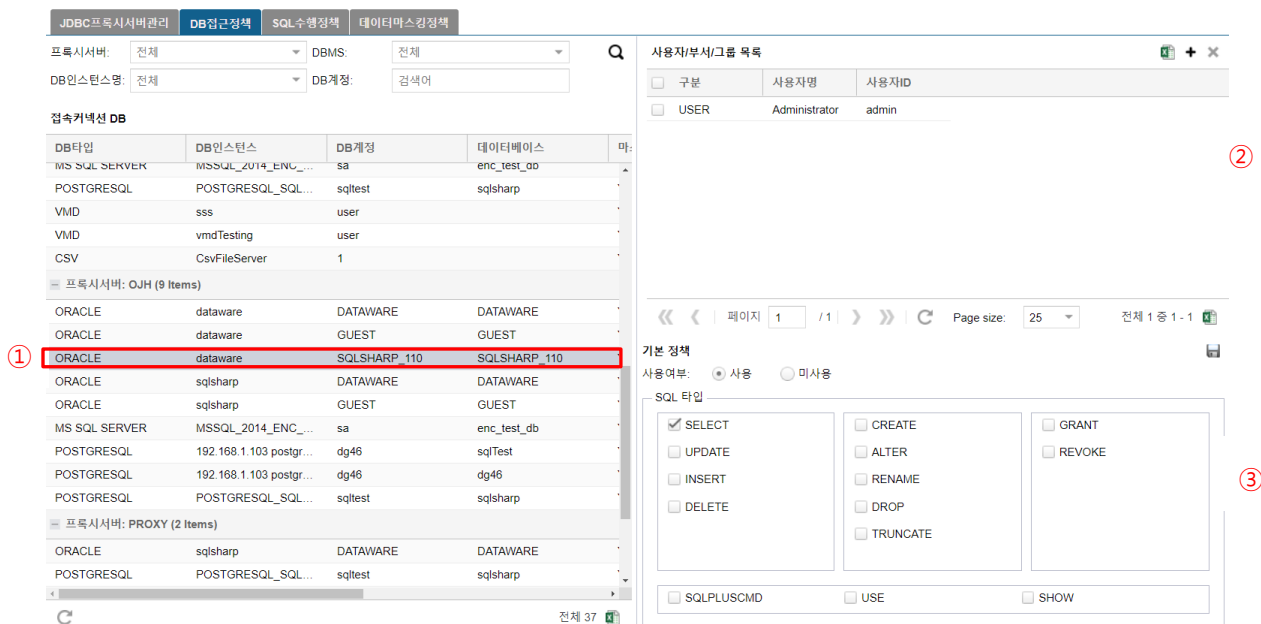 JDBC프록시서버관리 DB접근정책 SQL수행정책 데이터마스킹정책
프록시서버: 전체 DBMS: 전체
DB인스턴스명: 전체 DB계정: 검색어
접속커넥션 DB
DB타입 DB인스턴스 DB계정 데이터베이스 마
MS SQL SERVER MSSQL_2014_ENC_... sa enc_test_db
POSTGRESQL POSTGRESQL_SQL... sqltest sqlsharp
VMD sss user
VMD vmdTesting user
CSV CsvFileServer 1
프록시서버: OJH (9 Items)
ORACLE dataware DATAWARE DATAWARE
ORACLE dataware GUEST GUEST
① ORACLE dataware SQLSHARP_110 SQLSHARP_110
ORACLE sqlsharp DATAWARE DATAWARE
ORACLE sqlsharp GUEST GUEST
MS SQL SERVER MSSQL_2014_ENC_... sa enc_test_db
POSTGRESQL 192.168.1.103 postgr... dg46 sqlTest
POSTGRESQL 192.168.1.103 postgr... dg46 dg46
POSTGRESQL POSTGRESQL_SQL... sqltest sqlsharp
프록시서버: PROXY (2 Items)
ORACLE sqlsharp DATAWARE DATAWARE
POSTGRESQL POSTGRESQL_SQL... sqltest sqlsharp
전체 37
사용자/부서/그룹 목록
구분 사용자명 사용자ID
USER Administrator admin
②
페이지 1 / 1 Page size: 25 전체 1 중 1 - 1
기본 정책
사용여부: 사용 미사용
SQL 타입
SELECT CREATE GRANT
UPDATE ALTER REVOKE
INSERT RENAME
③
DELETE DROP
TRUNCATE
SQLPLUSCMD USE SHOW